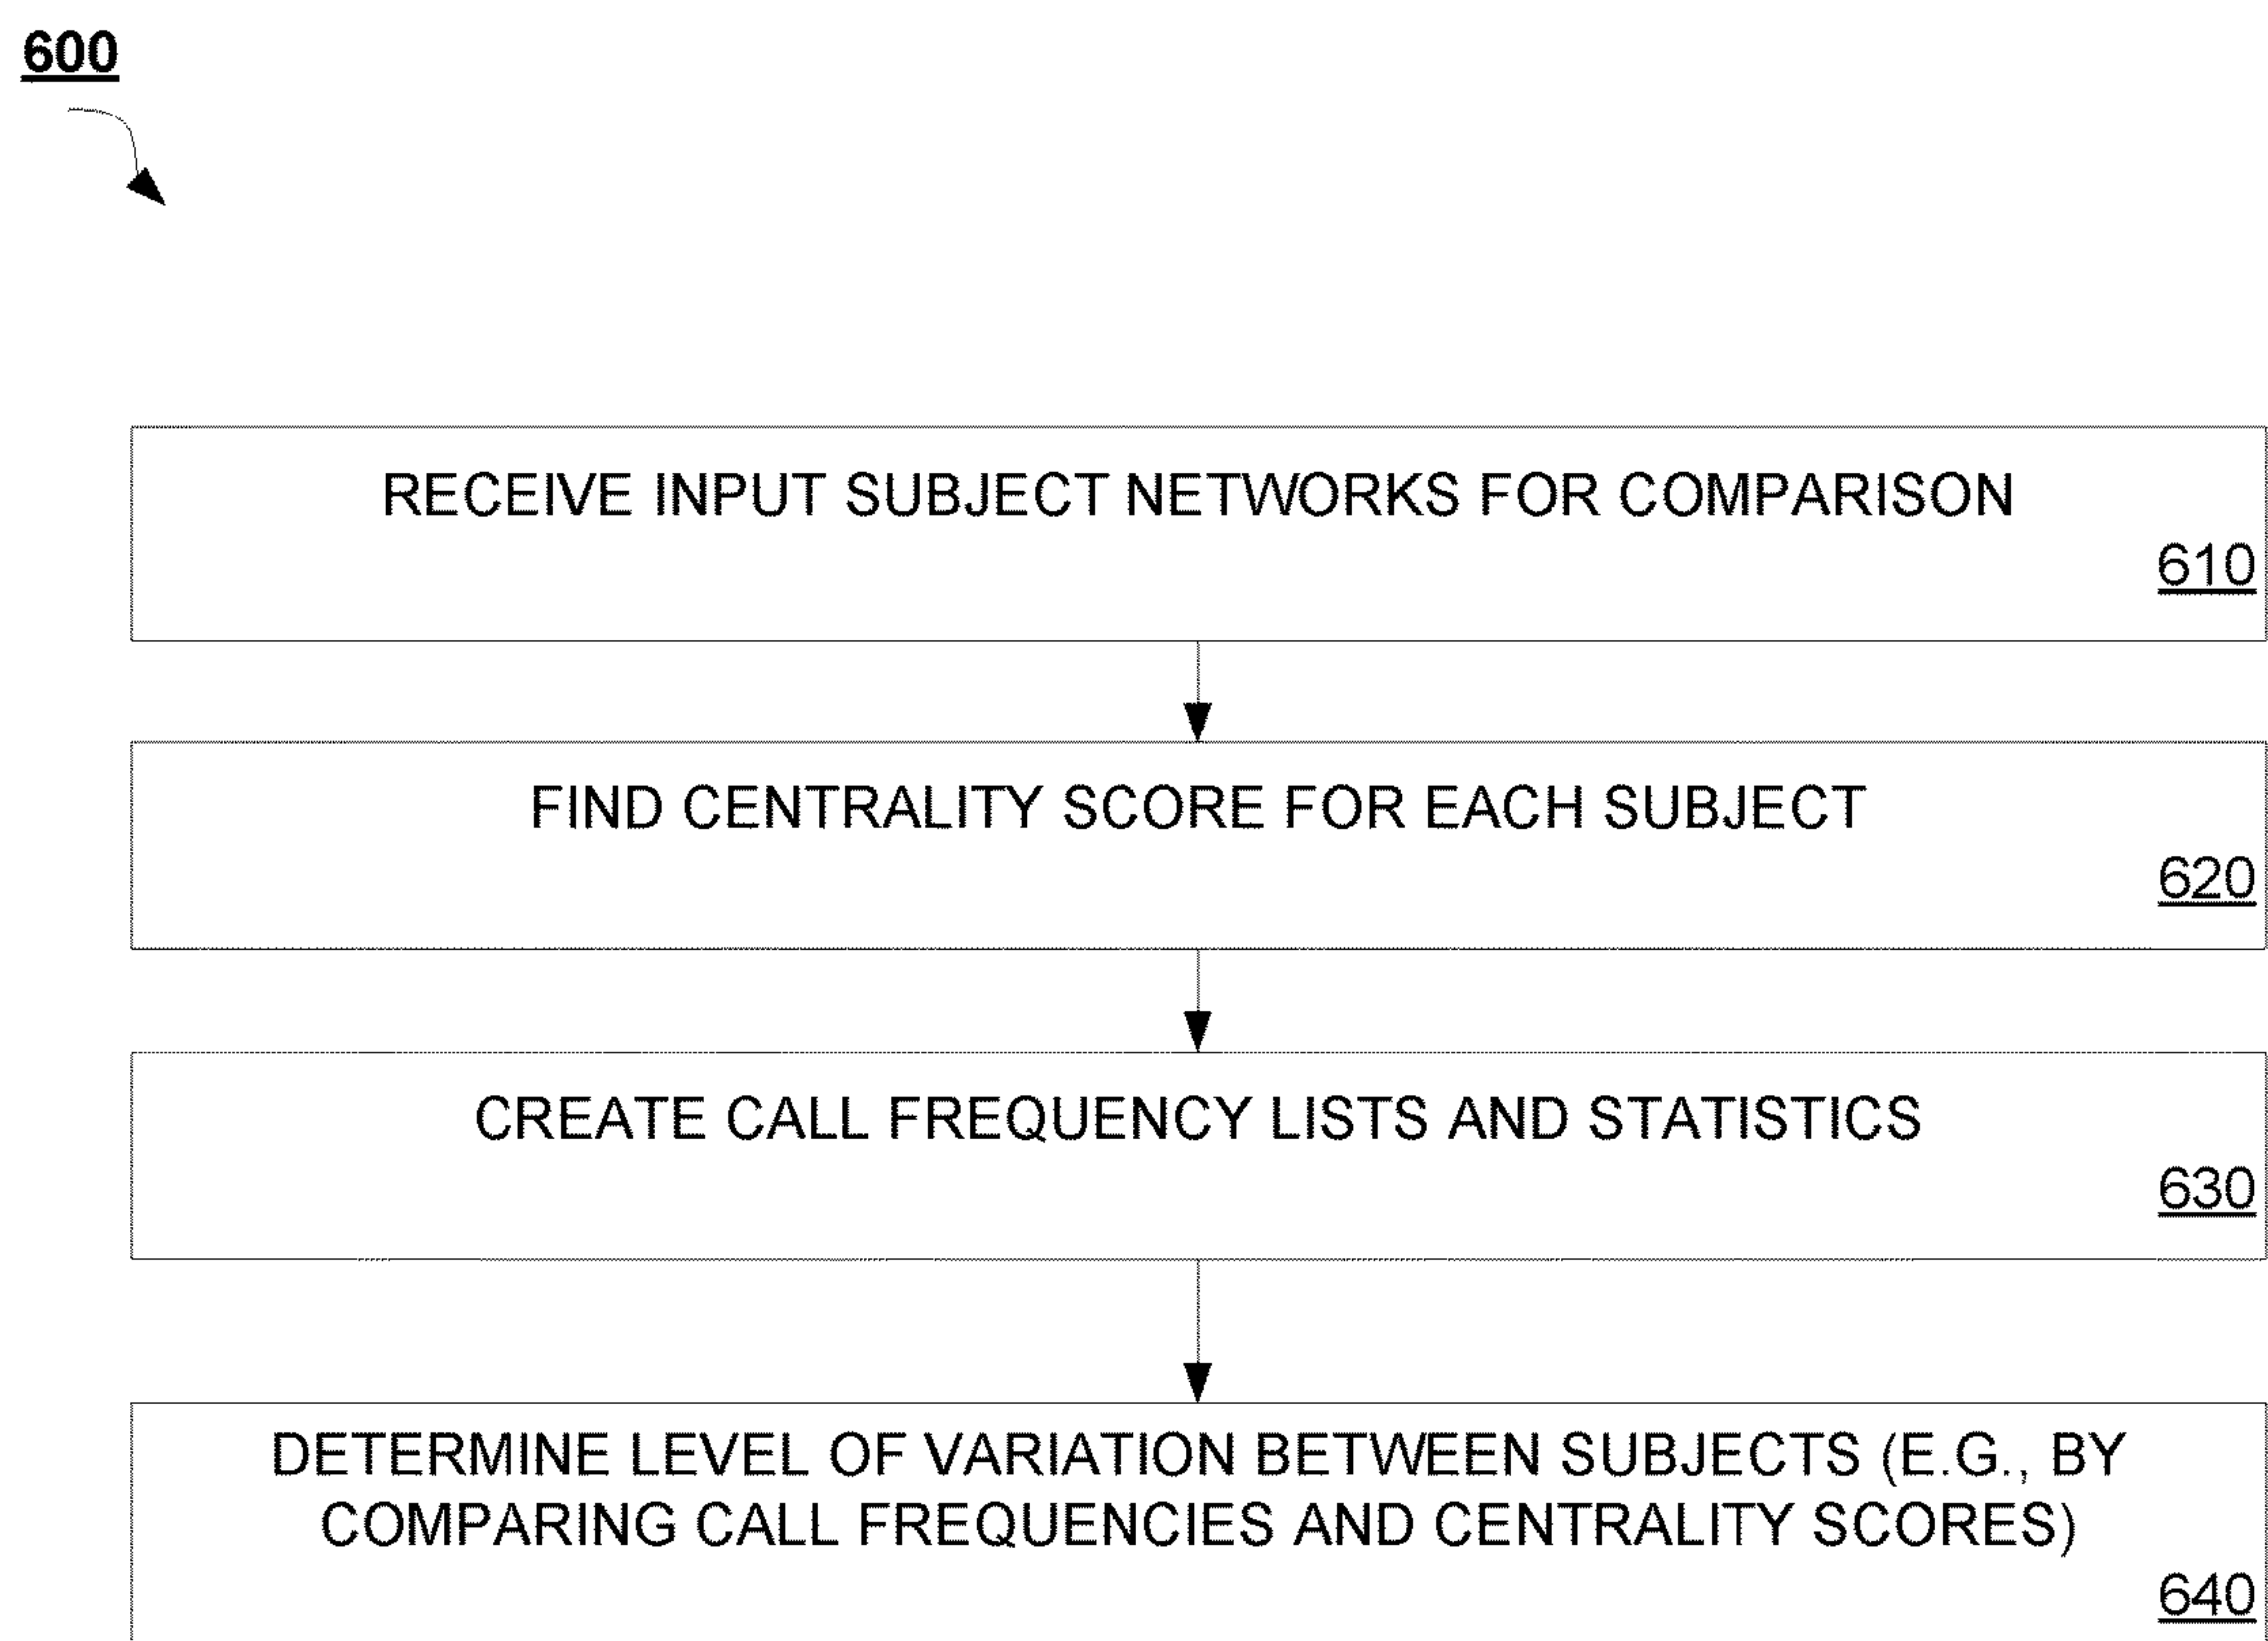 600
RECEIVE INPUT SUBJECT NETWORKS FOR COMPARISON
610
FIND CENTRALITY SCORE FOR EACH SUBJECT
620
CREATE CALL FREQUENCY LISTS AND STATISTICS
630
DETERMINE LEVEL OF VARIATION BETWEEN SUBJECTS (E.G., BY
COMPARING CALL FREQUENCIES AND CENTRALITY SCORES)
640